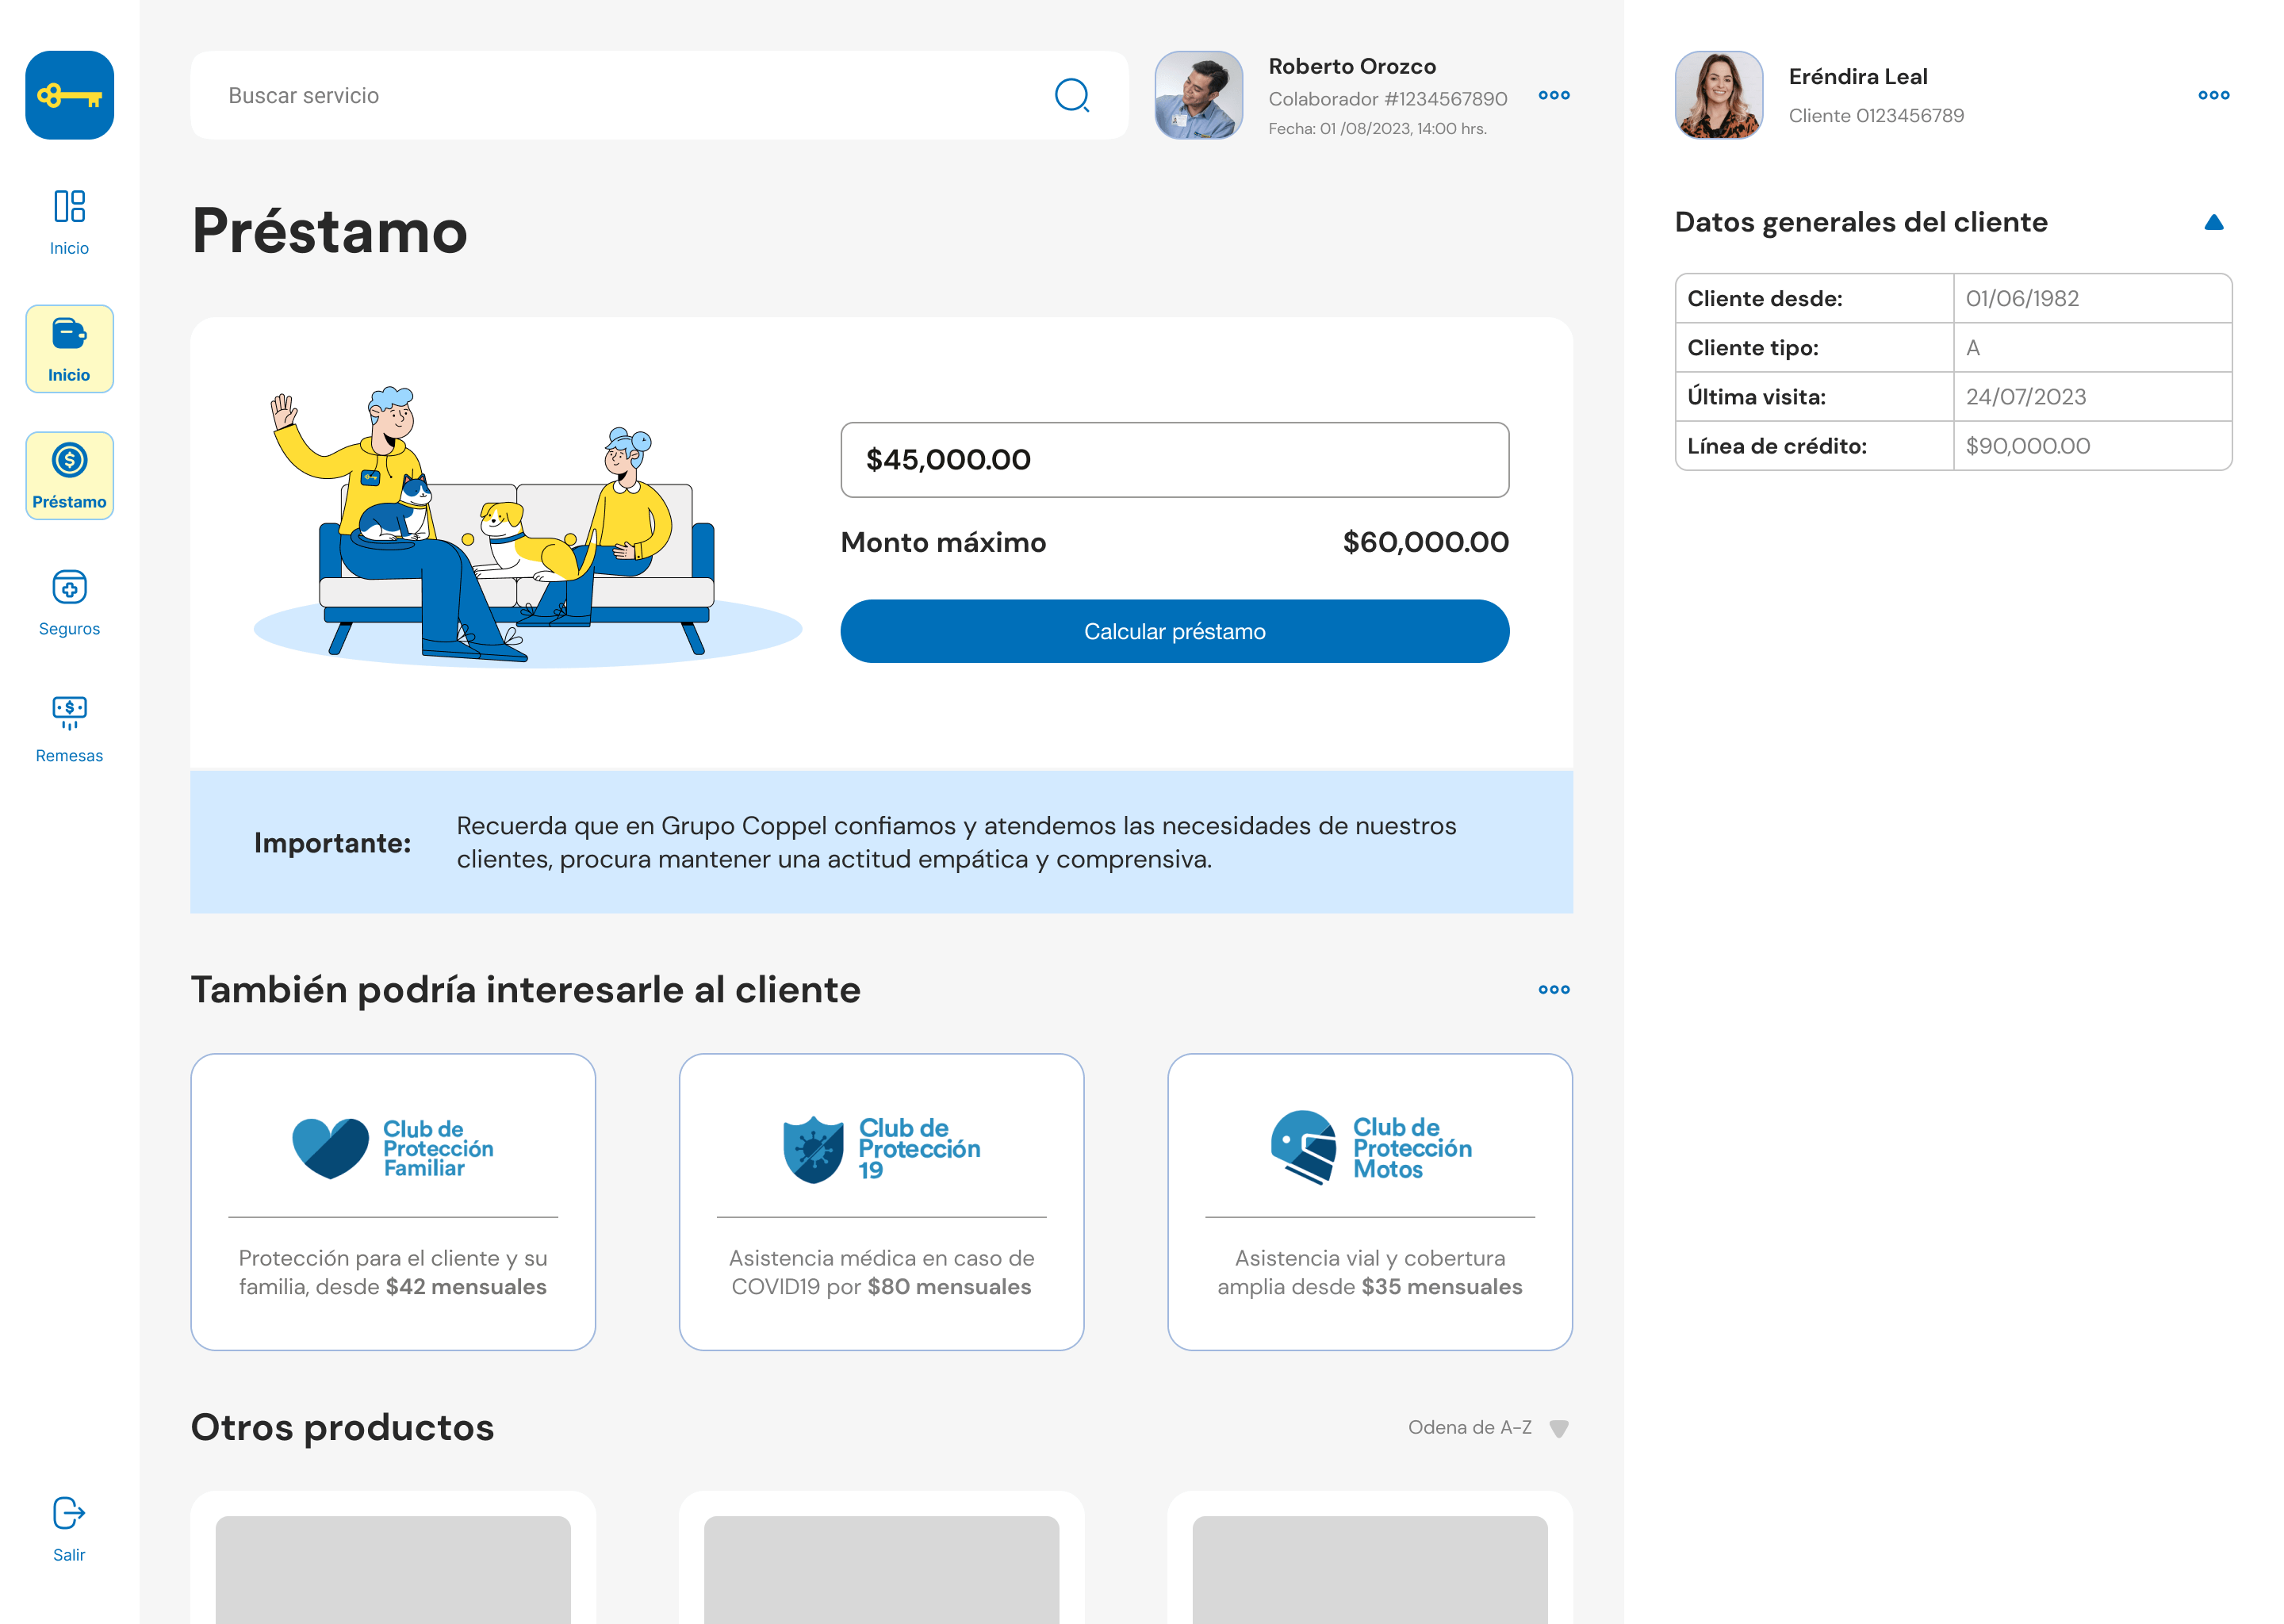 Inicio
Inicio
Préstamo
Seguros
Remesas
Salir
Buscar servicio
Roberto Orozco
Colaborador #1234567890
Fecha: 01 /08/2023, 14:00 hrs.
Préstamo
$45,000.00
Monto máximo $60,000.00
Calcular préstamo
Importante:
Recuerda que en Grupo Coppel confiamos y atendemos las necesidades de nuestros
clientes, procura mantener una actitud empática y comprensiva.
También podría interesarle al cliente
Club de
Protección
Familiar
Protección para el cliente y su
familia, desde $42 mensuales
Club de
Protección
19
Asistencia médica en caso de
COVID19 por $80 mensuales
Club de
Protección
Motos
Asistencia vial y cobertura
amplia desde $35 mensuales
Otros productos
Odena de A-Z
Eréndira Leal
Cliente 0123456789
Datos generales del cliente
Cliente desde: 01/06/1982
Cliente tipo: A
Última visita: 24/07/2023
Línea de crédito: $90,000.00